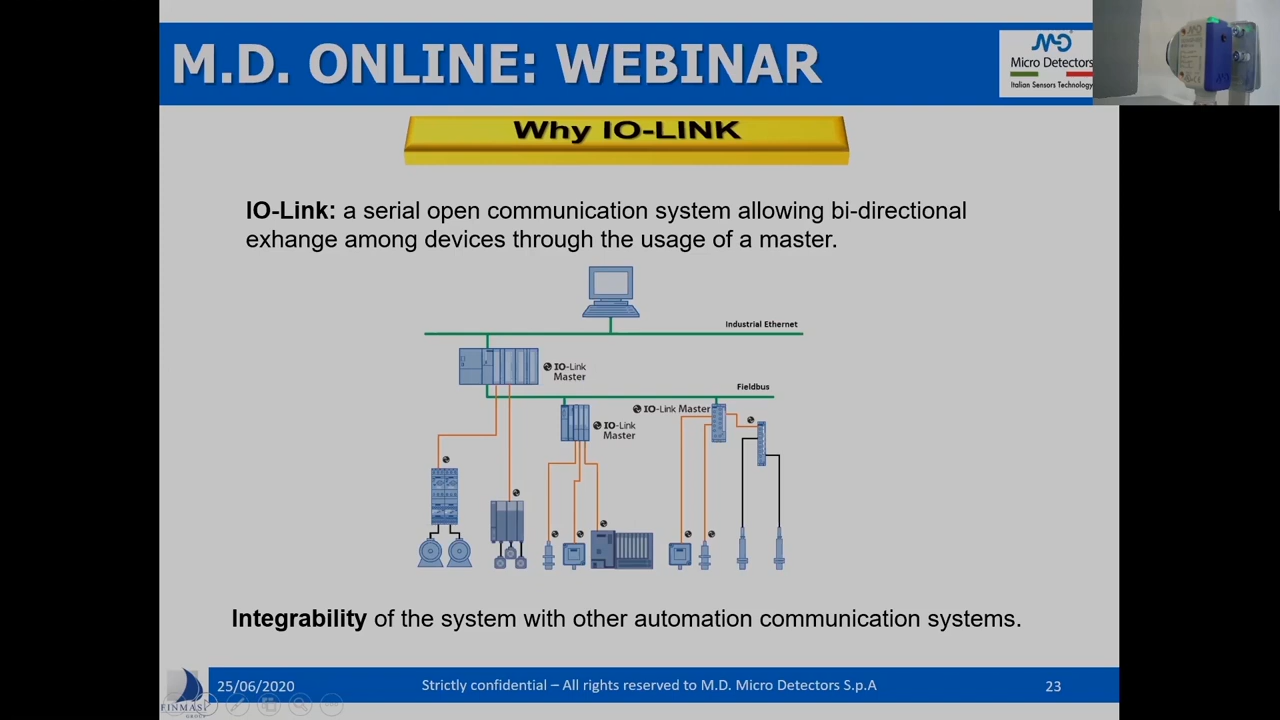 M.D. ONLINE: WEBINAR
Micro Detectors
Italian Sensors Technology
Why IO-LINK
IO-Link: a serial open communication system allowing bi-directional
exhange among devices through the usage of a master.
Industrial Ethernet
IO-Link
Master
Fieldbus
IO-Link Master
IO-Link
Master
Integrability of the system with other automation communication systems.
25/06/2020
Strictly confidential – All rights reserved to M.D. Micro Detectors S.p.A
23
FINMASI
GROUP